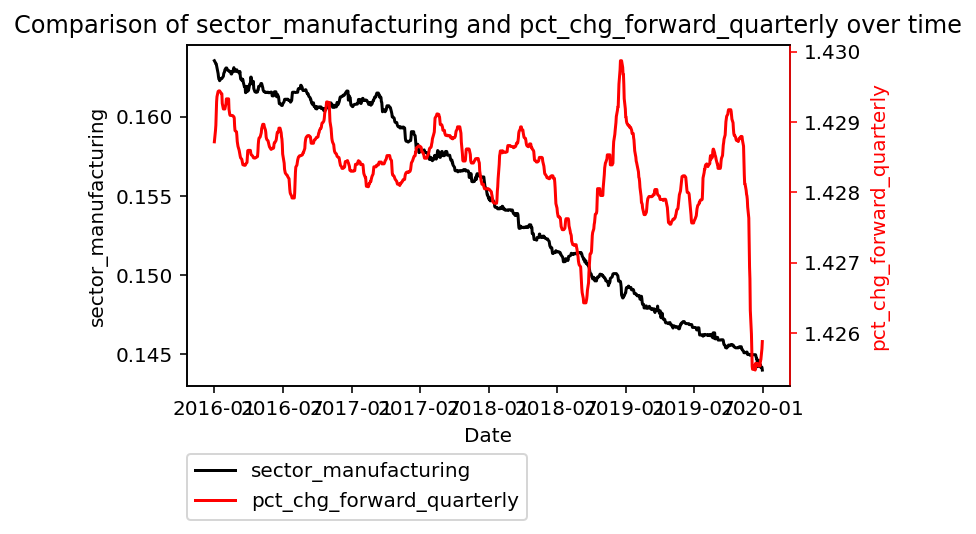 Comparison of sector_manufacturing and pct_chg_forward_quarterly over time
sector_manufacturing
0.160
0.155
0.150
0.145
1.430
1.429
1.428
1.427
1.426
pct_chg_forward_quarterly
2016-01 2016-07 2017-01 2017-07 2018-01 2018-07 2019-01 2019-07 2020-01
Date
sector_manufacturing
pct_chg_forward_quarterly